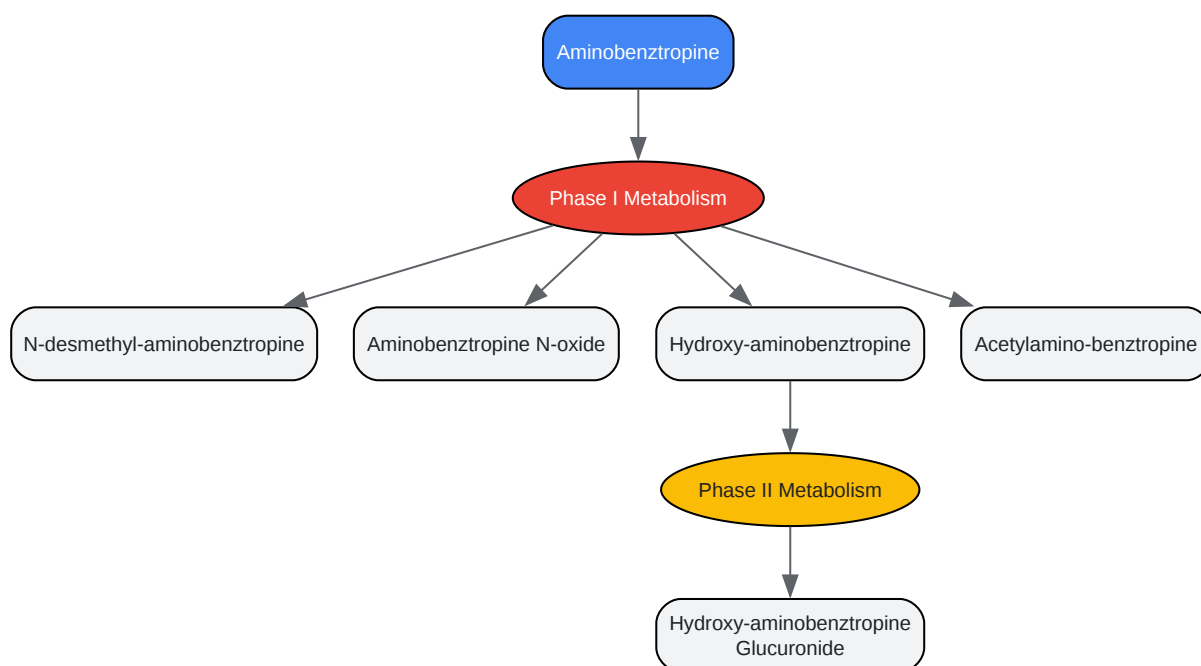 Aminobenztropine
Phase I Metabolism
N-desmethyl-aminobenztropine
Aminobenztropine N-oxide
Hydroxy-aminobenztropine
Acetylamino-benztropine
Phase II Metabolism
Hydroxy-aminobenztropine
Glucuronide